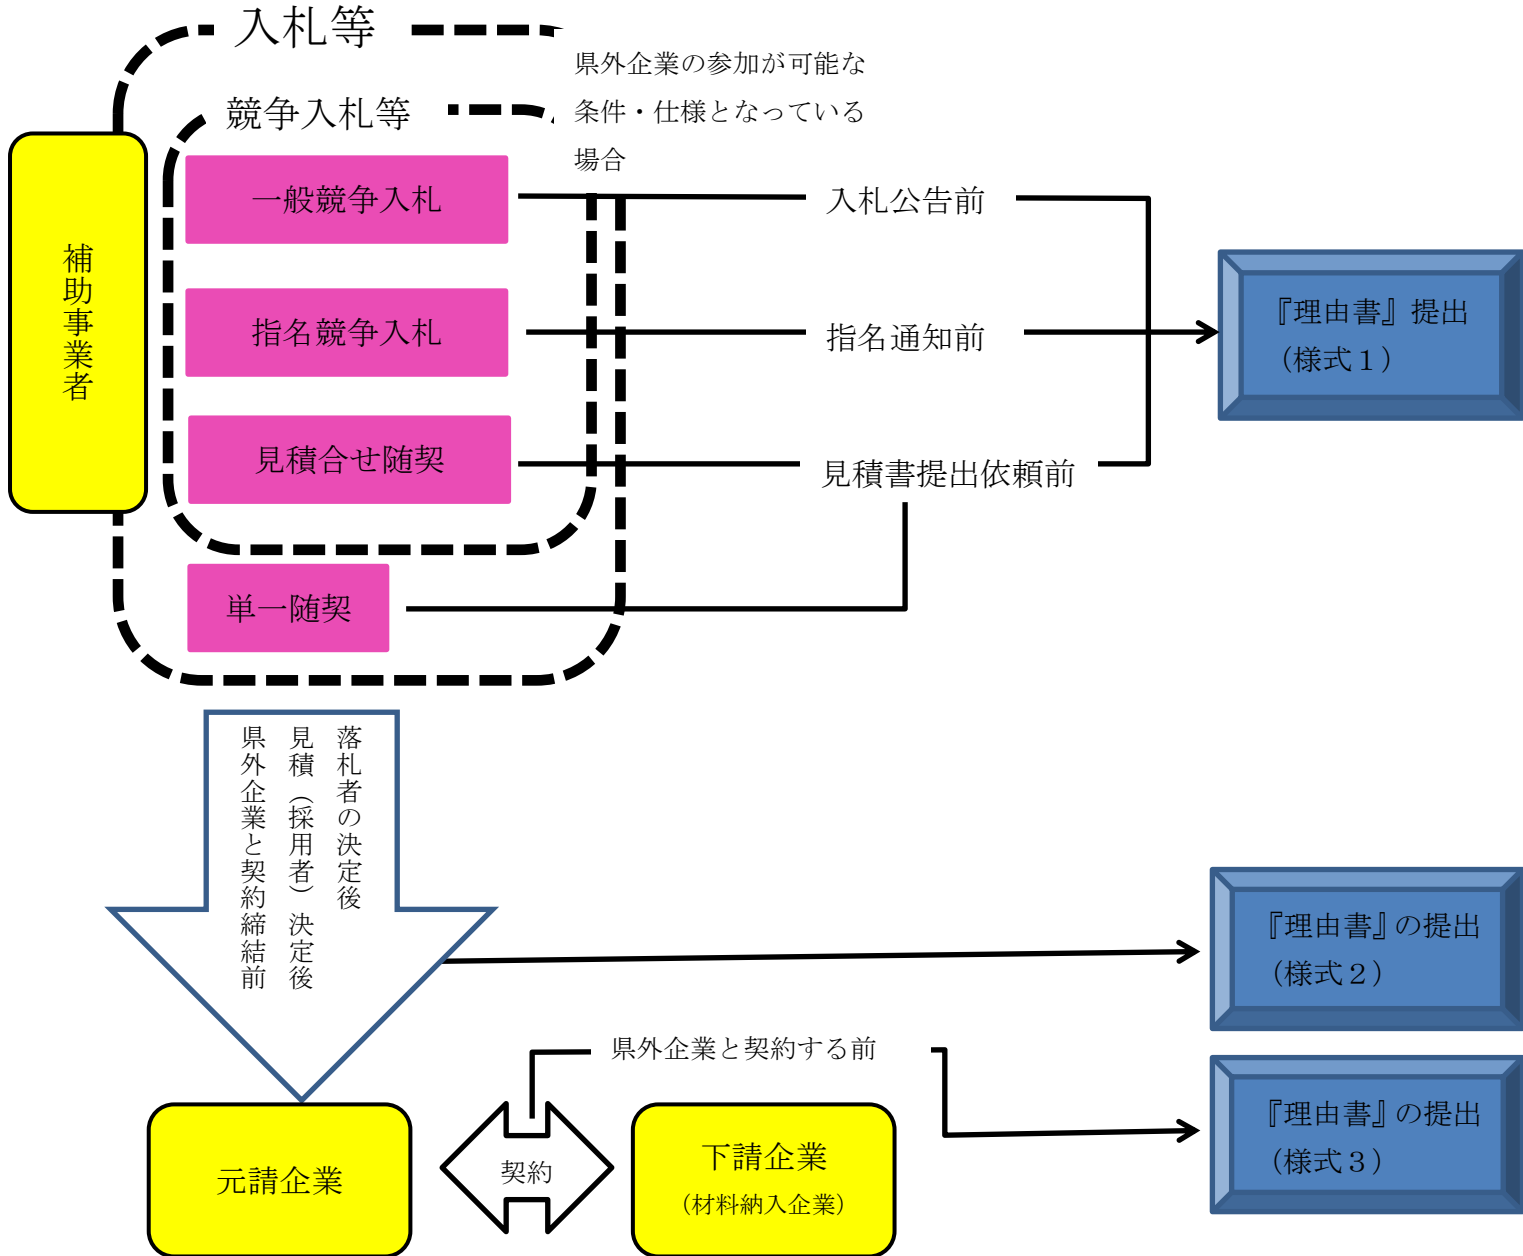 入札等
県外企業の参加が可能な
条件・仕様となっている
場合
競争入札等
補助事業者
一般競争入札
入札公告前
指名競争入札
指名通知前
見積合せ随契
見積書提出依頼前
単一随契
『理由書』提出
（様式１）
落札者の決定後
見積（採用者）決定後
県外企業と契約締結前
『理由書』の提出
（様式２）
県外企業と契約する前
『理由書』の提出
（様式３）
元請企業
契約
下請企業
（材料納入企業）